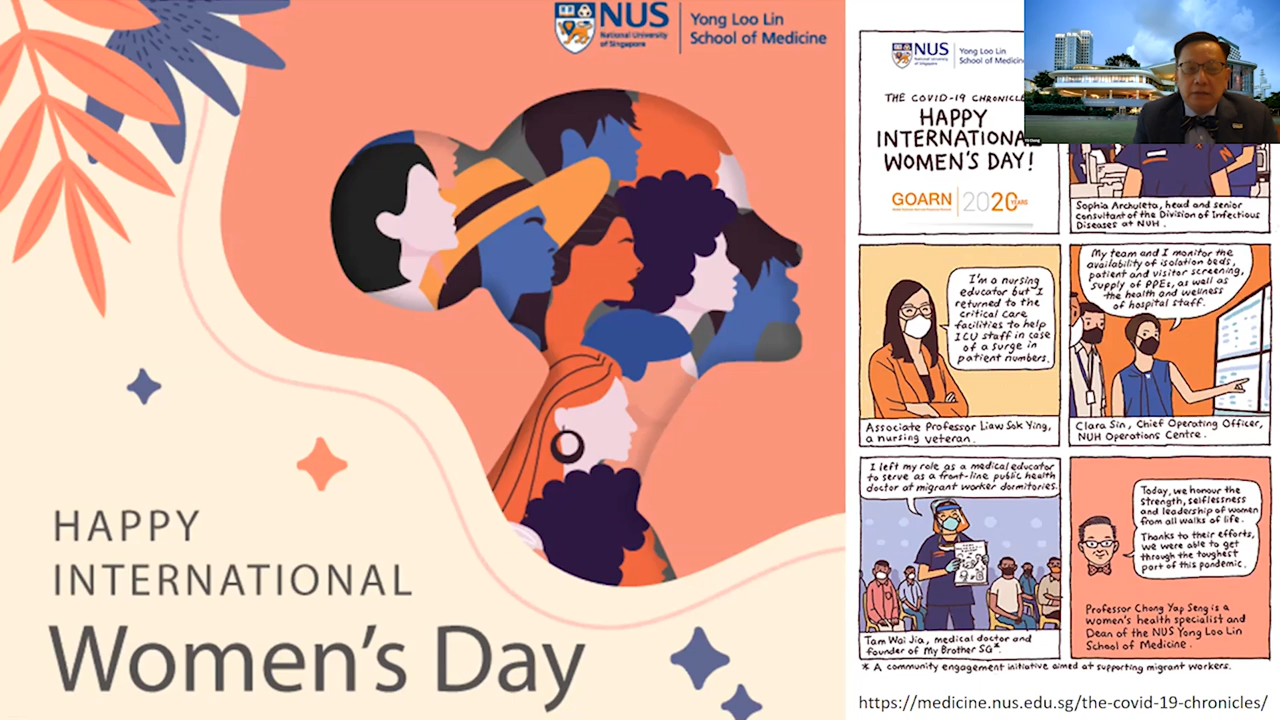 NUS
National University
of Singapore
Yong Loo Lin
School of Medicine
HAPPY
INTERNATIONAL
Women's Day
NUS
Yong Loo Lin
School of Medicine
THE COVID-19 CHRONICLES
HAPPY
INTERNATIONAL
WOMEN'S DAY!
GOARN
2020
YEARS
Sophia Archuleta, head and senior
consultant of the Division of Infectious
Diseases at NUH.
I'm a nursing
educator but I
returned to the
critical care
facilities to help
ICU staff in case
of a surge in
patient numbers.
Associate Professor Liaw Sok Ying,
a nursing veteran.
My team and I monitor the
availability of isolation beds,
patient and visitor screening,
supply of PPEs, as well as
the health and wellness
of hospital staff.
Clara Sin, Chief Operating Officer,
NUH Operations Centre.
I left my role as a medical educator
to serve as a front-line public health
doctor at migrant worker dormitories.
Tam Wai Jia, medical doctor and
founder of My Brother SG*.
Today, we honour the
strength, selflessness
and leadership of women
from all walks of life.
Thanks to their efforts,
we were able to get
through the toughest
part of this pandemic.
Professor Chong Yap Seng is a
women's health specialist and
Dean of the NUS Yong Loo Lin
School of Medicine.
* A community engagement initiative aimed at supporting migrant workers.
https://medicine.nus.edu.sg/the-covid-19-chronicles/